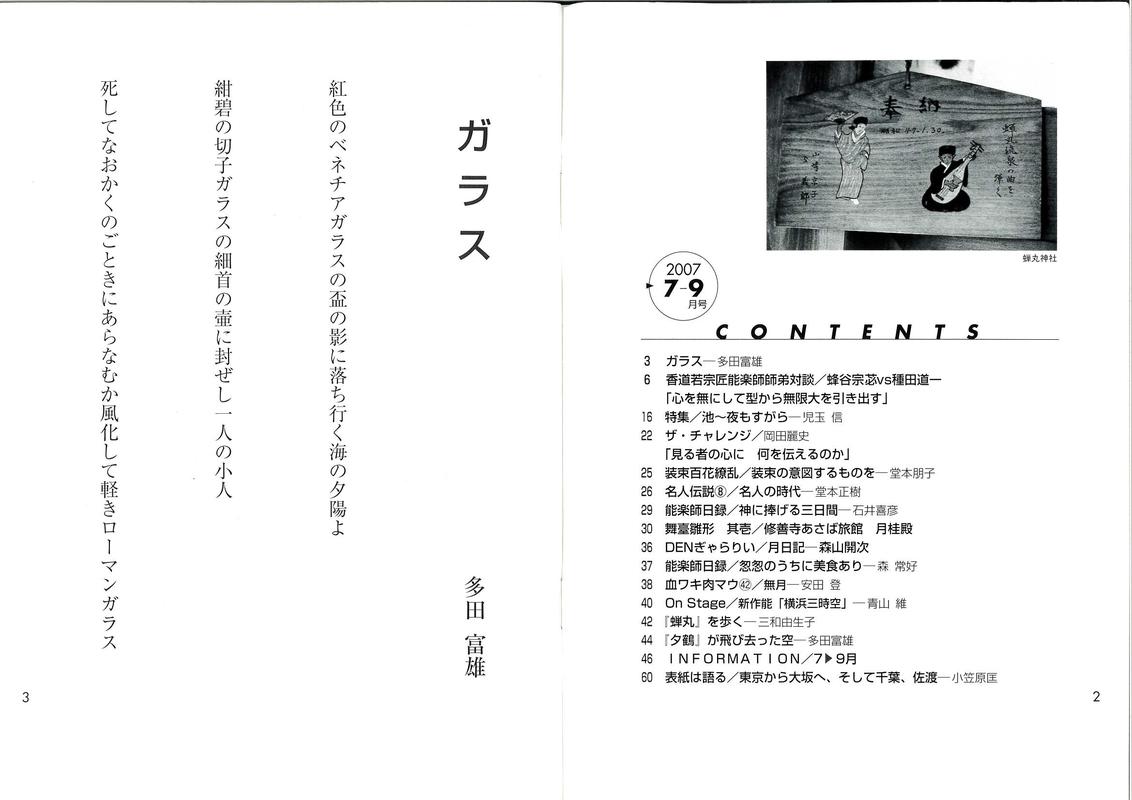 奉納
昭和47.1.30.
蝉丸神社
2007
7-9
月号
CONTENTS
3 ガラス─多田富雄
6 香道若宗匠能楽師師弟対談／蜂谷宗苾vs種田道一
「心を無にして型から無限大を引き出す」
16 特集／池〜夜もすがら─児玉 信
22 ザ・チャレンジ／岡田麗史
「見る者の心に 何を伝えるのか」
25 装束百花繚乱／装束の意図するものを─堂本朋子
26 名人伝説⑧／名人の時代─堂本正樹
29 能楽師日録／神に捧げる三日間─石井喜彦
30 舞臺雛形 其壱／修善寺あさば旅館 月桂殿
36 DENぎゃらりい／月日記─森山開次
37 能楽師日録／怱怱のうちに美食あり─森 常好
38 血ワキ肉マウ㊷／無月─安田 登
40 On Stage／新作能「横浜三時空」─青山 維
42 『蝉丸』を歩く─三和由生子
44 『夕鶴』が飛び去った空─多田富雄
46 INFORMATION／7▶9月
60 表紙は語る／東京から大坂へ、そして千葉、佐渡─小笠原匡
2
ガラス
多田 富雄
紅色のベネチアガラスの盃の影に落ち行く海の夕陽よ
紺碧の切子ガラスの細首の壷に封ぜし一人の小人
死してなおかくのごときにあらなむか風化して軽きローマンガラス
3